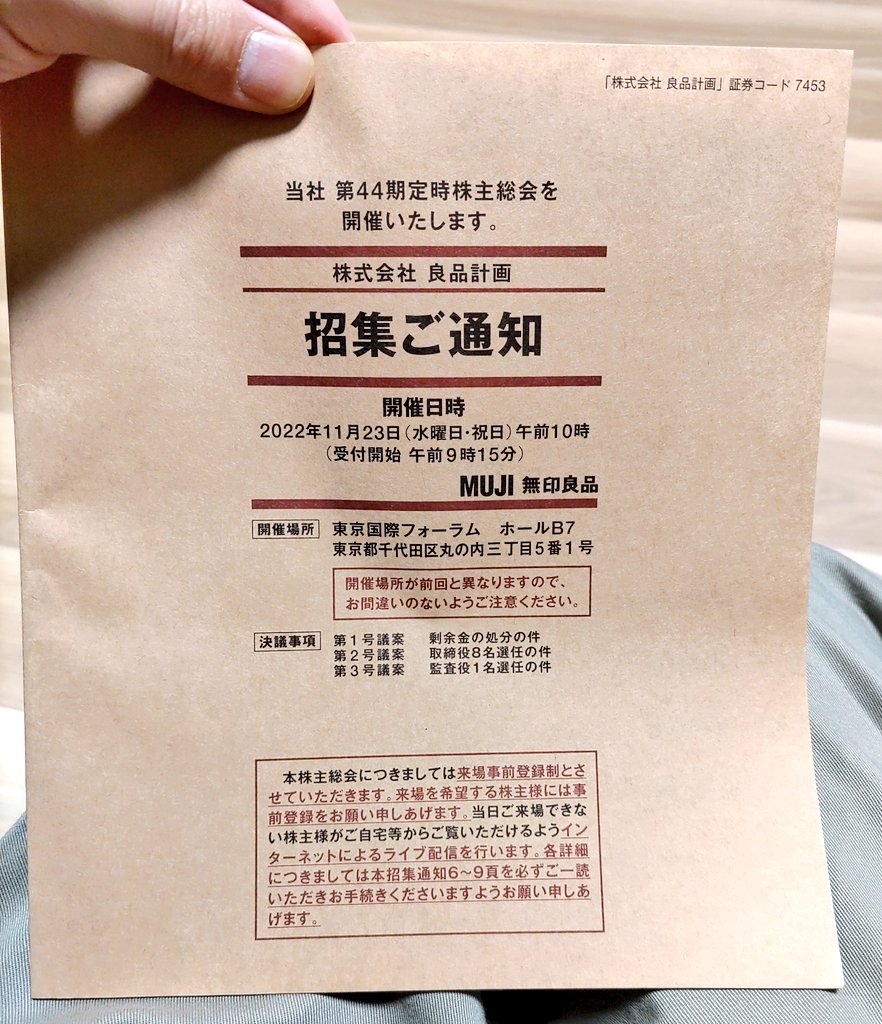 「株式会社 良品計画」証券コード 7453
当社 第44期定時株主総会を
開催いたします。
株式会社 良品計画
招集ご通知
開催日時
2022年11月23日（水曜日・祝日）午前10時
（受付開始 午前9時15分）
MUJI 無印良品
開催場所 東京国際フォーラム ホールB7
東京都千代田区丸の内三丁目5番1号
開催場所が前回と異なりますので、
お間違いのないようご注意ください。
決議事項 第1号議案 剰余金の処分の件
第2号議案 取締役8名選任の件
第3号議案 監査役1名選任の件
本株主総会につきましては来場事前登録制とさ
せていただきます。来場を希望する株主様には事
前登録をお願い申しあげます。当日ご来場できな
い株主様がご自宅等からご覧いただけるようイン
ターネットによるライブ配信を行います。各詳細
につきましては本招集通知6～9頁を必ずご一読
いただきお手続きくださいますようお願い申しあ
げます。